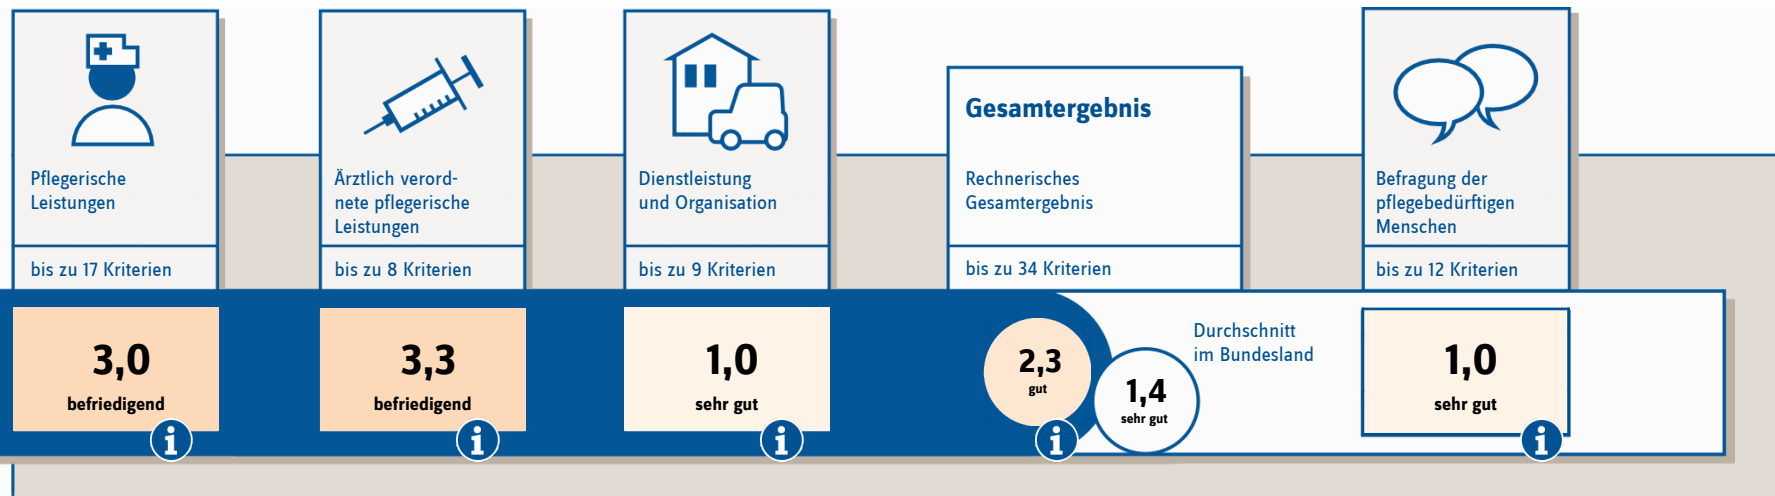 Pflegerische
Leistungen
bis zu 17 Kriterien
3,0
befriedigend
i
Ärztlich verord-
nete pflegerische
Leistungen
bis zu 8 Kriterien
3,3
befriedigend
i
Dienstleistung
und Organisation
bis zu 9 Kriterien
1,0
sehr gut
i
Gesamtergebnis
Rechnerisches
Gesamtergebnis
bis zu 34 Kriterien
2,3
gut
i
1,4
sehr gut
Durchschnitt
im Bundesland
Befragung der
pflegebedürftigen
Menschen
bis zu 12 Kriterien
1,0
sehr gut
i